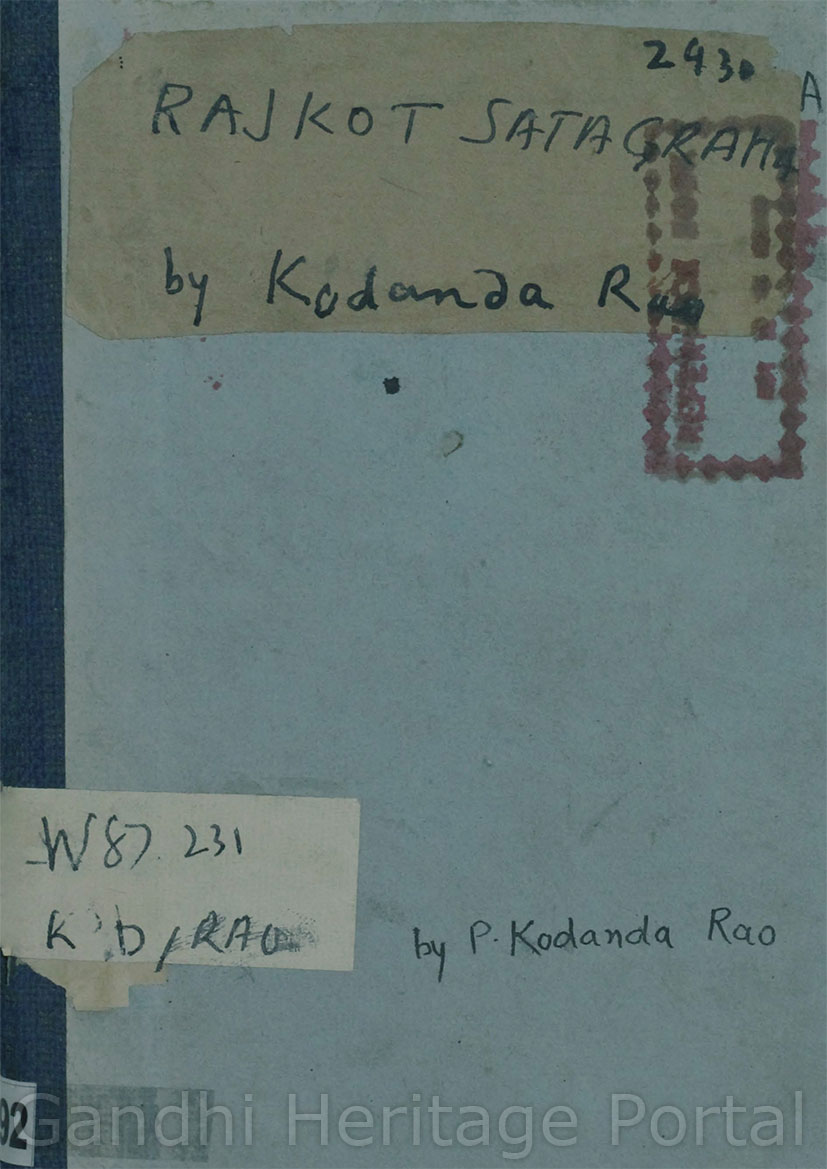 2430
A
RAJKOT SATAGRAHA
by Kodanda Rao
W87.231
K'D/RAO
by P. Kodanda Rao
92
Gandhi Heritage Portal